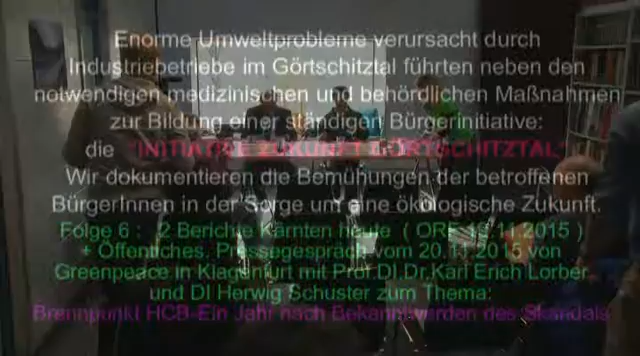 Enorme Umweltprobleme verursacht durch
Industriebetriebe im Görtschitztal führten neben den
notwendigen medizinischen und behördlichen Maßnahmen
zur Bildung einer ständigen Bürgerinitiative:
die "INITIATIVE ZUKUNFT GÖRTSCHITZTAL"
Wir dokumentieren die Bemühungen der betroffenen
BürgerInnen in der Sorge um eine ökologische Zukunft.
Folge 6 : 2 Berichte Kärnten heute ( ORF .11.2015 )
+ Öffentliches. Pressegespräch vom 20.11.2015 von
Greenpeace in Klagenfurt mit Prof.DI.Dr.Karl Erich Lorber
und DI Herwig Schuster zum Thema:
Brennpunkt HCB-Ein Jahr nach Bekanntwerden des Skandals